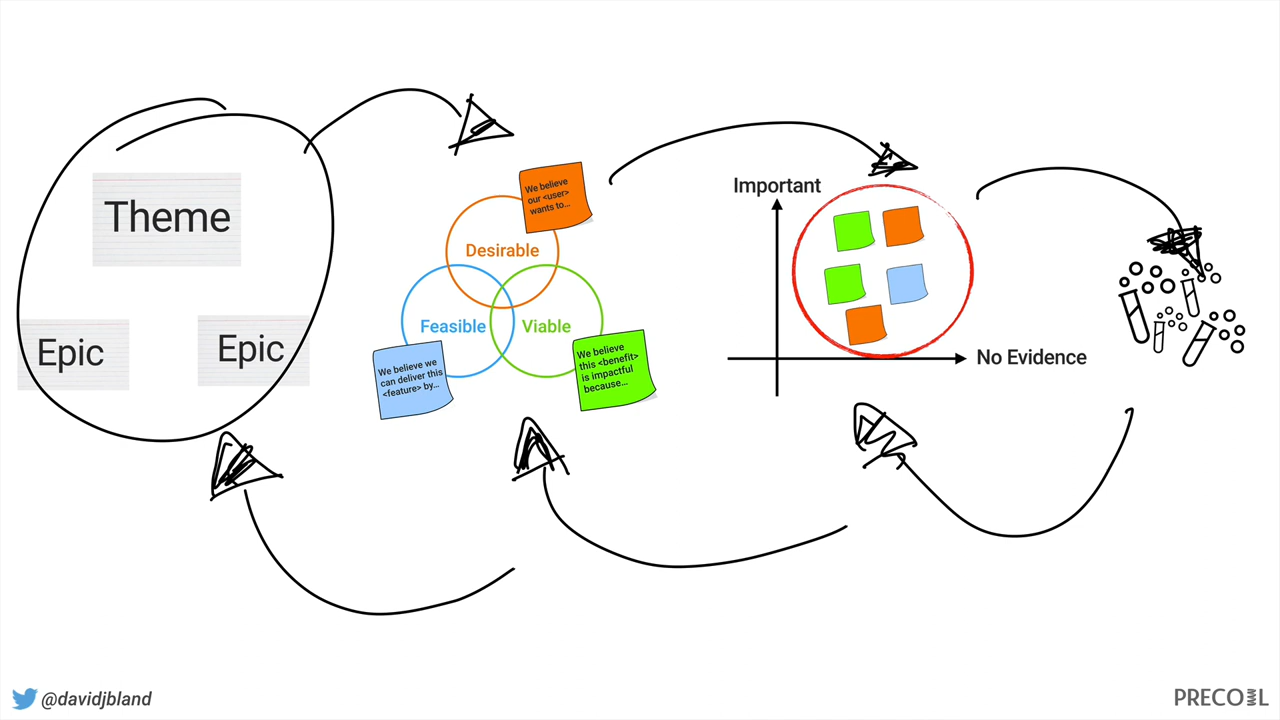 Theme
Epic
Epic
We believe
our <user>
wants to...
Desirable
Feasible
Viable
We believe we
can deliver this
<feature> by...
We believe
this <benefit>
is impactful
because...
Important
No Evidence
@davidjbland
PRECOIL